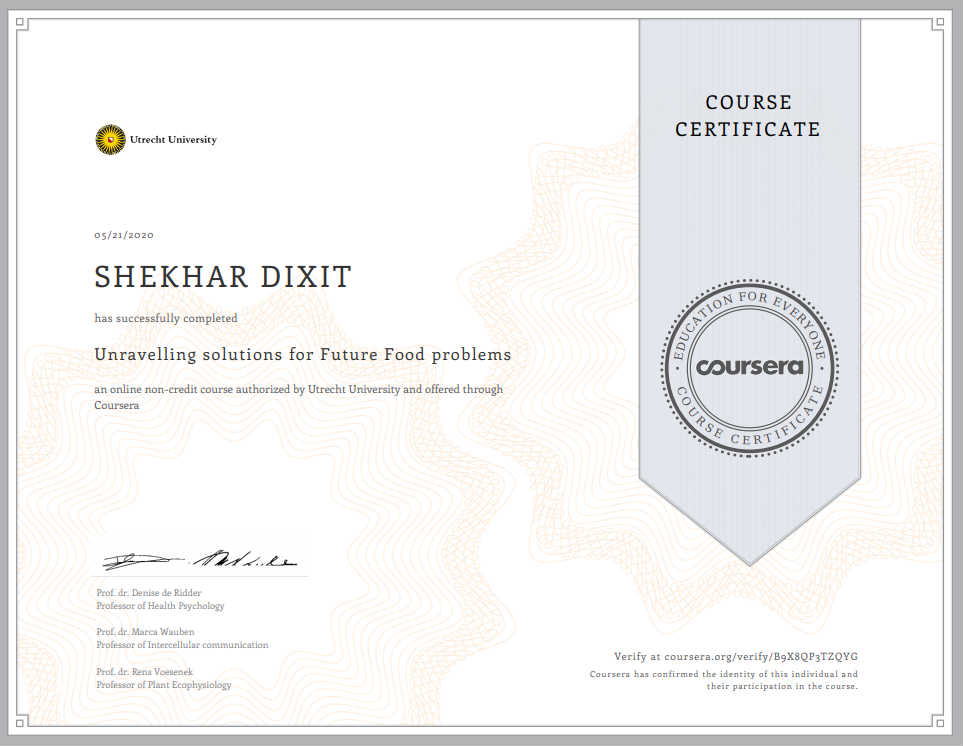 COURSE
CERTIFICATE
Utrecht University
05/21/2020
SHEKHAR DIXIT
has successfully completed
Unravelling solutions for Future Food problems
an online non-credit course authorized by Utrecht University and offered through
Coursera
EDUCATION FOR EVERYONE
coursera
COURSE CERTIFICATE
Prof. dr. Denise de Ridder
Professor of Health Psychology
Prof. dr. Marca Wauben
Professor of Intercellular communication
Prof. dr. Rens Voesenek
Professor of Plant Ecophysiology
Verify at coursera.org/verify/B9X8QP3TZQYG
Coursera has confirmed the identity of this individual and
their participation in the course.